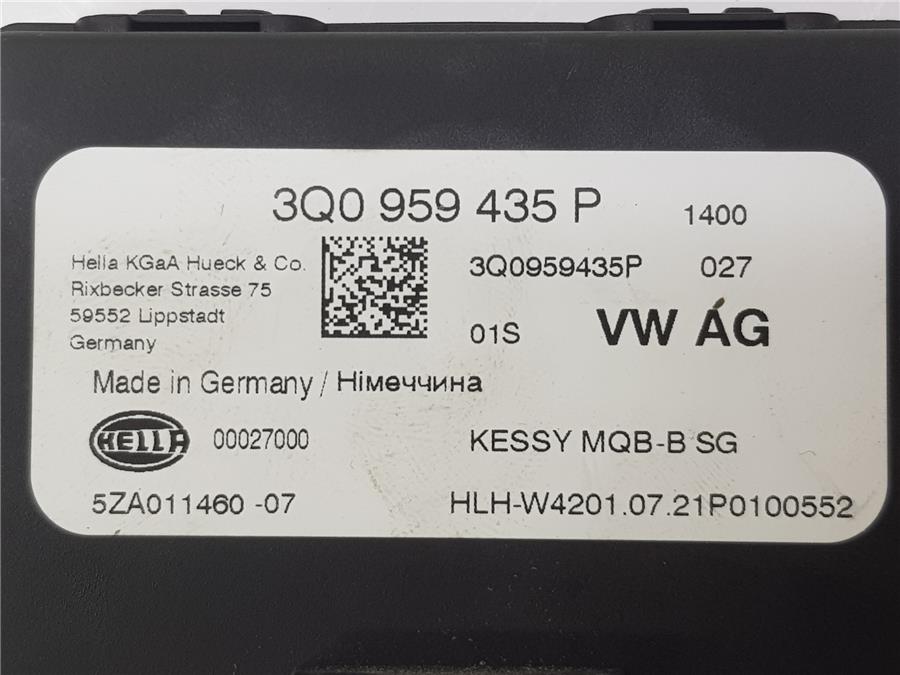 3Q0 959 435 P 1400
Hella KGaA Hueck & Co.
Rixbecker Strasse 75
59552 Lippstadt
Germany
3Q0959435P 027
01S VW AG
Made in Germany / Німеччина
HELLA 00027000 KESSY MQB-B SG
5ZA011460 -07 HLH-W4201.07.21P0100552